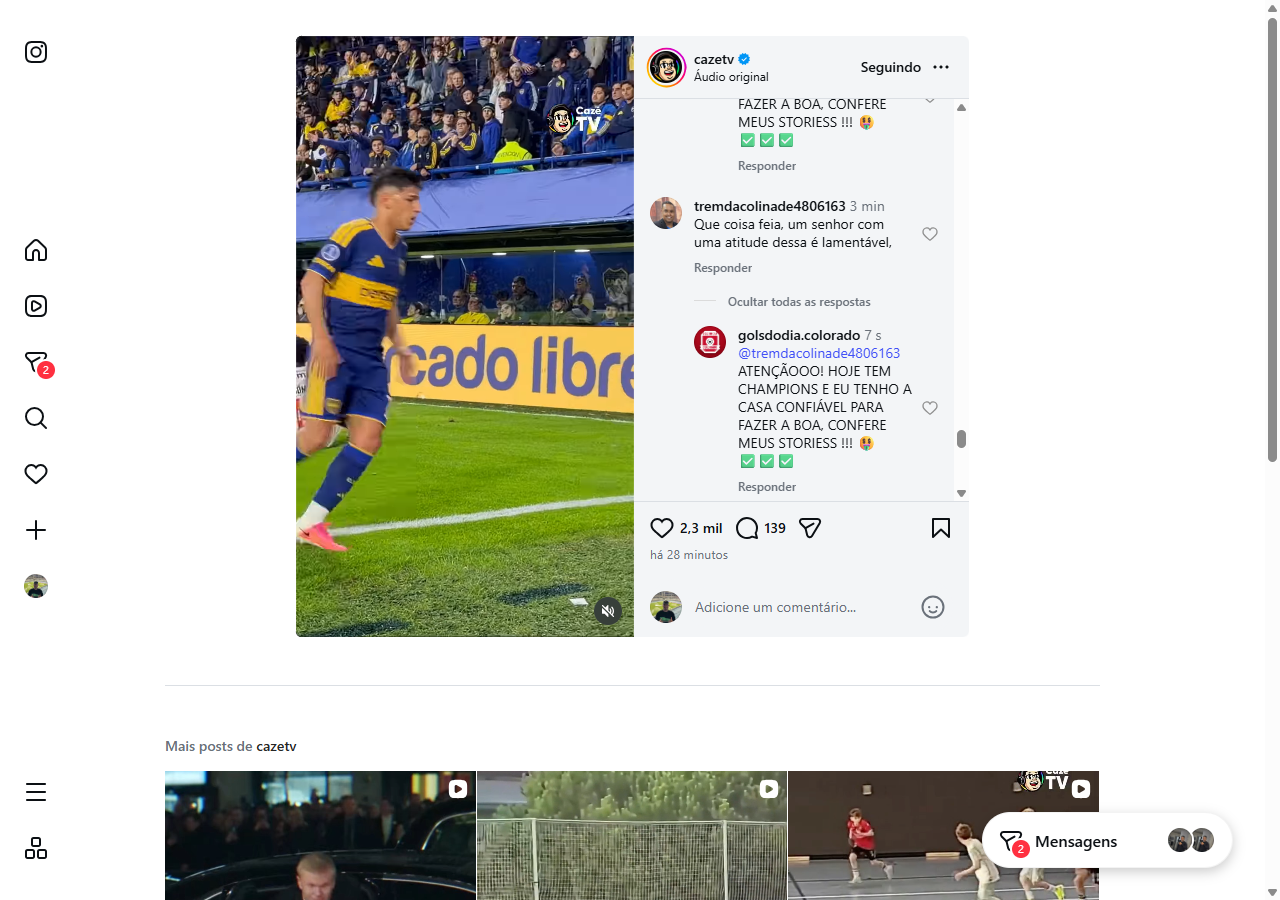 Cazé
TV
cado libre
cazetv
Áudio original
Seguindo
FAZER A BOA, CONFERE
MEUS STORIESS !!! 🤑
✅ ✅ ✅
Responder
tremdacolinade4806163 3 min
Que coisa feia, um senhor com
uma atitude dessa é lamentável,
Responder
Ocultar todas as respostas
golsdodia.colorado 7 s
@tremdacolinade4806163
ATENÇÃOOO! HOJE TEM
CHAMPIONS E EU TENHO A
CASA CONFIÁVEL PARA
FAZER A BOA, CONFERE
MEUS STORIESS !!! 🤑
✅ ✅ ✅
Responder
2,3 mil
139
há 28 minutos
Adicione um comentário...
2
Mais posts de cazetv
TV
2
Mensagens